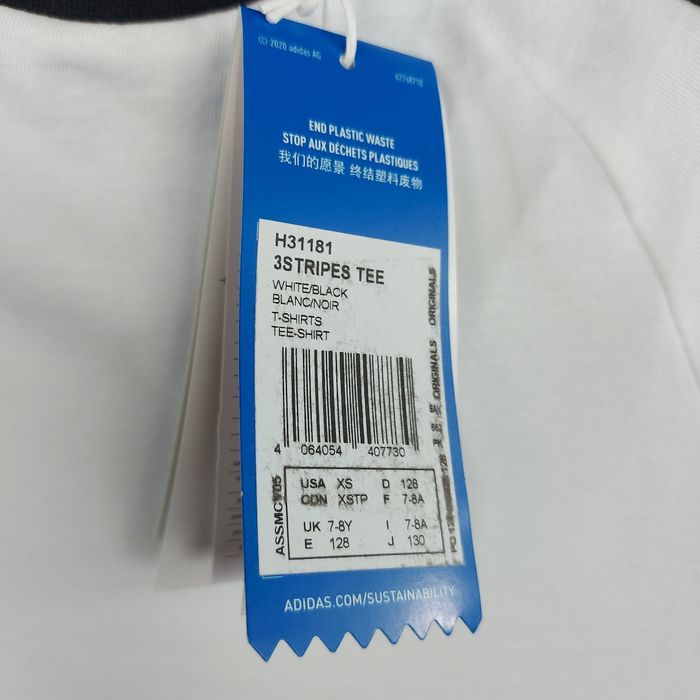 © 2020 adidas AG
67768710
END PLASTIC WASTE
STOP AUX DÉCHETS PLASTIQUES
我们的愿景 终结塑料废物
H31181
3STRIPES TEE
WHITE/BLACK
BLANC/NOIR
T-SHIRTS
TEE-SHIRT
4 064054 407730
USA XS D 128
CDN XSTP F 7-8A
UK 7-8Y I 7-8A
E 128 J 130
ORIGINALS
ORIGINALS
ADIDAS.COM/SUSTAINABILITY